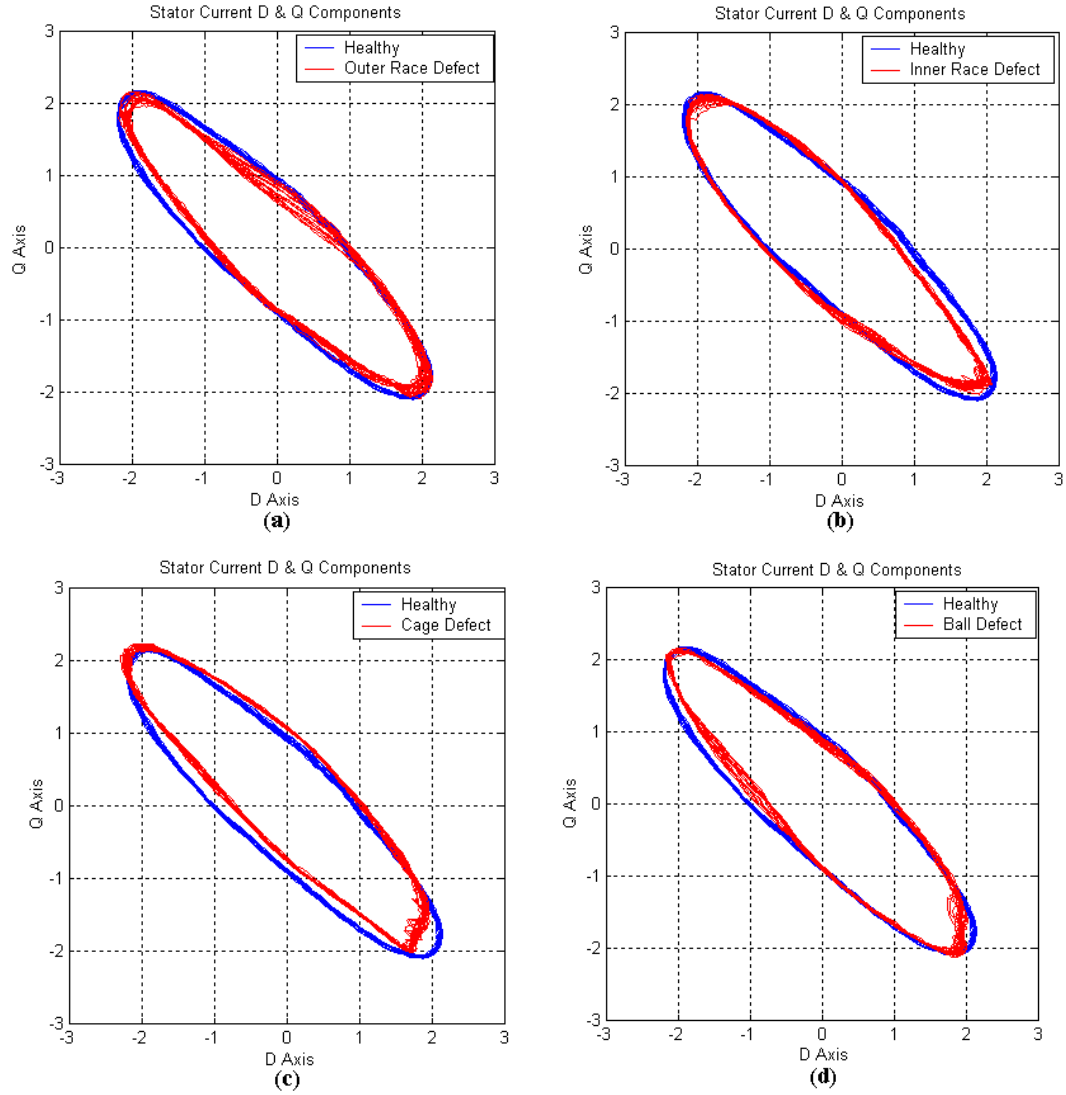 Stator Current D & Q Components
Healthy
Outer Race Defect
3
2
1
0
-1
-2
-3
Q Axis
-3 -2 -1 0 1 2 3
D Axis
(a)
Stator Current D & Q Components
Healthy
Inner Race Defect
3
2
1
0
-1
-2
-3
Q Axis
-3 -2 -1 0 1 2 3
D Axis
(b)
Stator Current D & Q Components
Healthy
Cage Defect
3
2
1
0
-1
-2
-3
Q Axis
-3 -2 -1 0 1 2 3
D Axis
(c)
Stator Current D & Q Components
Healthy
Ball Defect
3
2
1
0
-1
-2
-3
Q Axis
-3 -2 -1 0 1 2 3
D Axis
(d)